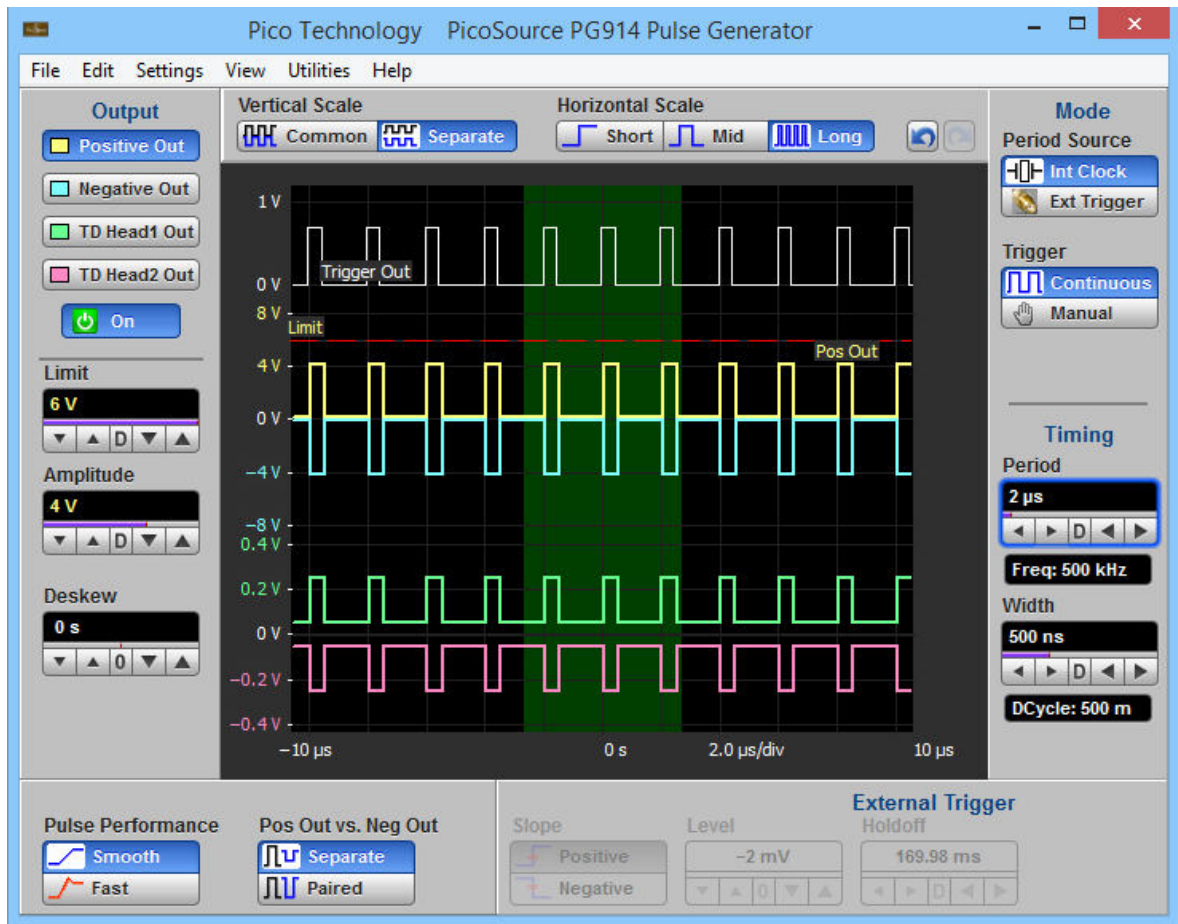 Pico Technology PicoSource PG914 Pulse Generator
File Edit Settings View Utilities Help
Output
Positive Out
Negative Out
TD Head1 Out
TD Head2 Out
On
Limit
6 V
D
Amplitude
4 V
D
Deskew
0 s
0
Vertical Scale
Common Separate
Horizontal Scale
Short Mid Long
1 V
Trigger Out
0 V
8 V
Limit
Pos Out
4 V
0 V
−4 V
−8 V
0.4 V
0.2 V
0 V
−0.2 V
−0.4 V
−10 µs 0 s 2.0 µs/div 10 µs
Mode
Period Source
Int Clock
Ext Trigger
Trigger
Continuous
Manual
Timing
Period
2 µs
D
Freq: 500 kHz
Width
500 ns
D
DCycle: 500 m
Pulse Performance
Smooth
Fast
Pos Out vs. Neg Out
Separate
Paired
External Trigger
Slope
Positive
Negative
Level
−2 mV
0
Holdoff
169.98 ms
D